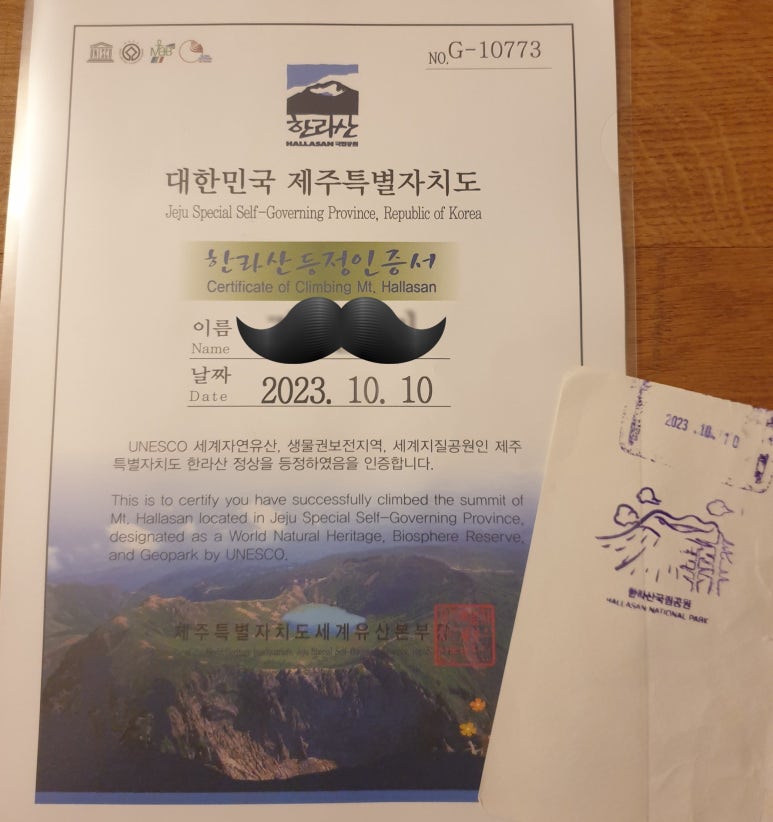 UNESCO
MAB
NO.G-10773
한라산
HALLASAN 국립공원
대한민국 제주특별자치도
Jeju Special Self-Governing Province, Republic of Korea
한라산등정인증서
Certificate of Climbing Mt. Hallasan
이름
Name
날짜
Date
2023. 10. 10
UNESCO 세계자연유산, 생물권보전지역, 세계지질공원인 제주
특별자치도 한라산 정상을 등정하였음을 인증합니다.
This is to certify you have successfully climbed the summit of
Mt. Hallasan located in Jeju Special Self-Governing Province,
designated as a World Natural Heritage, Biosphere Reserve,
and Geopark by UNESCO.
제주특별자치도세계유산본부장
2023.10.10
한라산국립공원
HALLASAN NATIONAL PARK